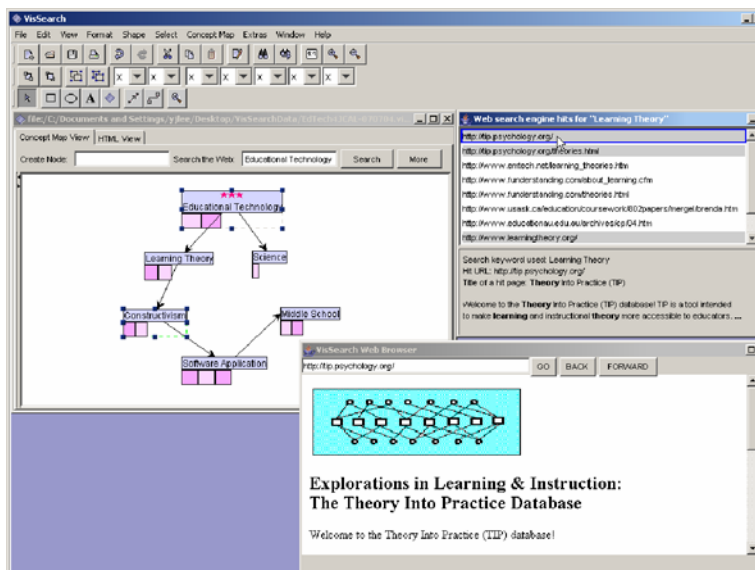 VisSearch
File Edit View Format Shape Select Concept Map Extras Window Help
X X X X X X X
Concept Map View HTML View
Create Node: Search the Web: Educational Technology Search More
***
Educational Technology
Learning Theory
Science
Constructivism
Middle School
Software Application
Web search engine hits for "Learning Theory"
http://tip.psychology.org/
http://tip.psychology.org/theories.html
http://www.emtech.net/learning_theories.htm
http://www.funderstanding.com/about_learning.cfm
http://www.funderstanding.com/theories.html
http://www.usask.ca/education/coursework/802papers/mergel/brenda.htm
http://www.educationau.edu.eu/archives/cp/04.htm
http://www.learningtheory.org/
Search keyword used: Learning Theory
Hit URL: http://tip.psychology.org/
Title of a hit page: Theory Into Practice (TIP)
Welcome to the Theory Into Practice (TIP) database! TIP is a tool intended
to make learning and instructional theory more accessible to educators. ...
VisSearch Web Browser
http://tip.psychology.org/ GO BACK FORWARD
Explorations in Learning & Instruction:
The Theory Into Practice Database
Welcome to the Theory Into Practice (TIP) database!